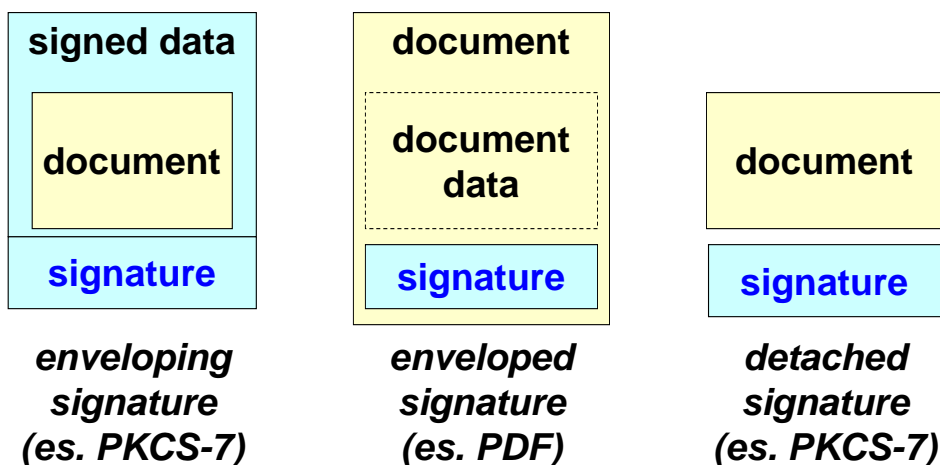 signed data
document
signature
enveloping
signature
(es. PKCS-7)
document
document
data
signature
enveloped
signature
(es. PDF)
document
signature
detached
signature
(es. PKCS-7)